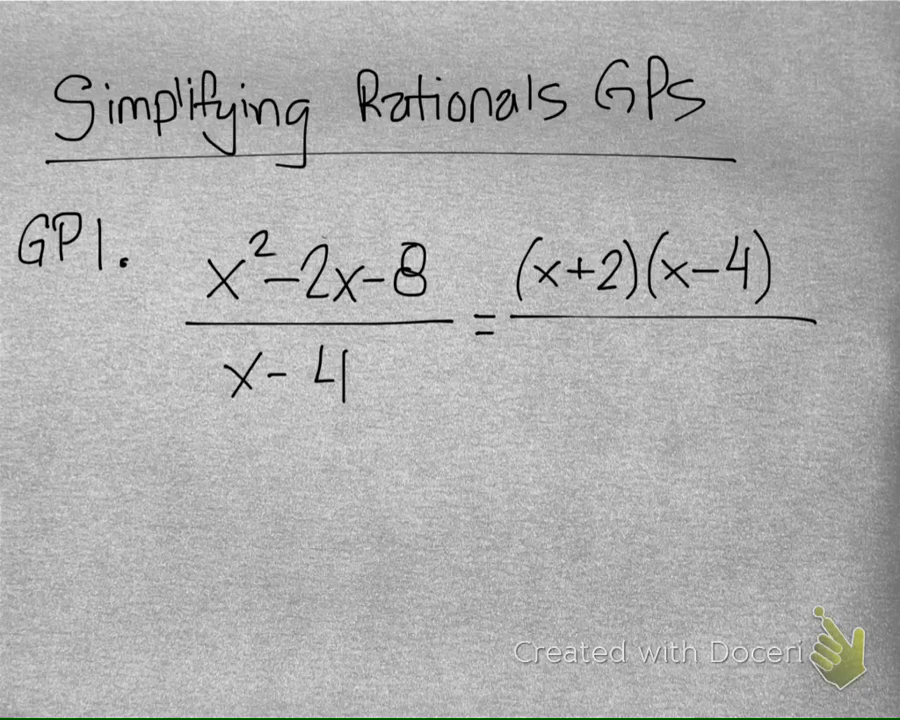 Simplifying Rationals GPs
GP1. x²-2x-8 = (x+2)(x-4)
x-4
Created with Doceri